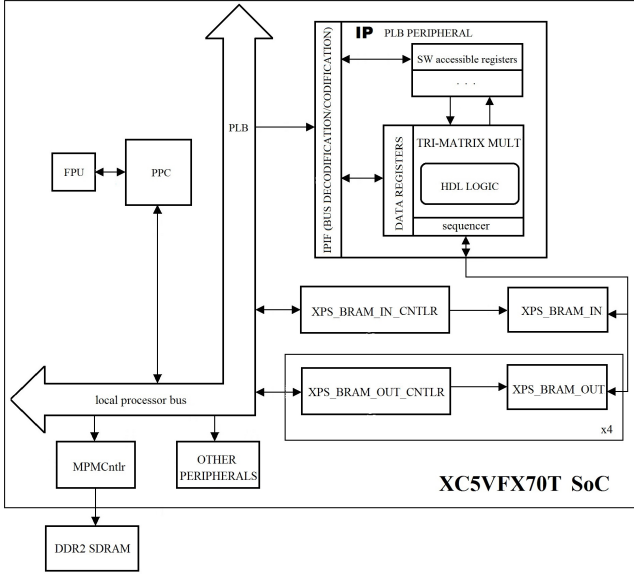 IP PLB PERIPHERAL
SW accessible registers
. . .
PLB
IPIF (BUS DECODIFICATION/CODIFICATION)
DATA REGISTERS
TRI-MATRIX MULT
HDL LOGIC
sequencer
FPU
PPC
XPS_BRAM_IN_CNTLR
XPS_BRAM_IN
XPS_BRAM_OUT_CNTLR
XPS_BRAM_OUT
x4
local processor bus
MPMCntlr
OTHER
PERIPHERALS
XC5VFX70T SoC
DDR2 SDRAM